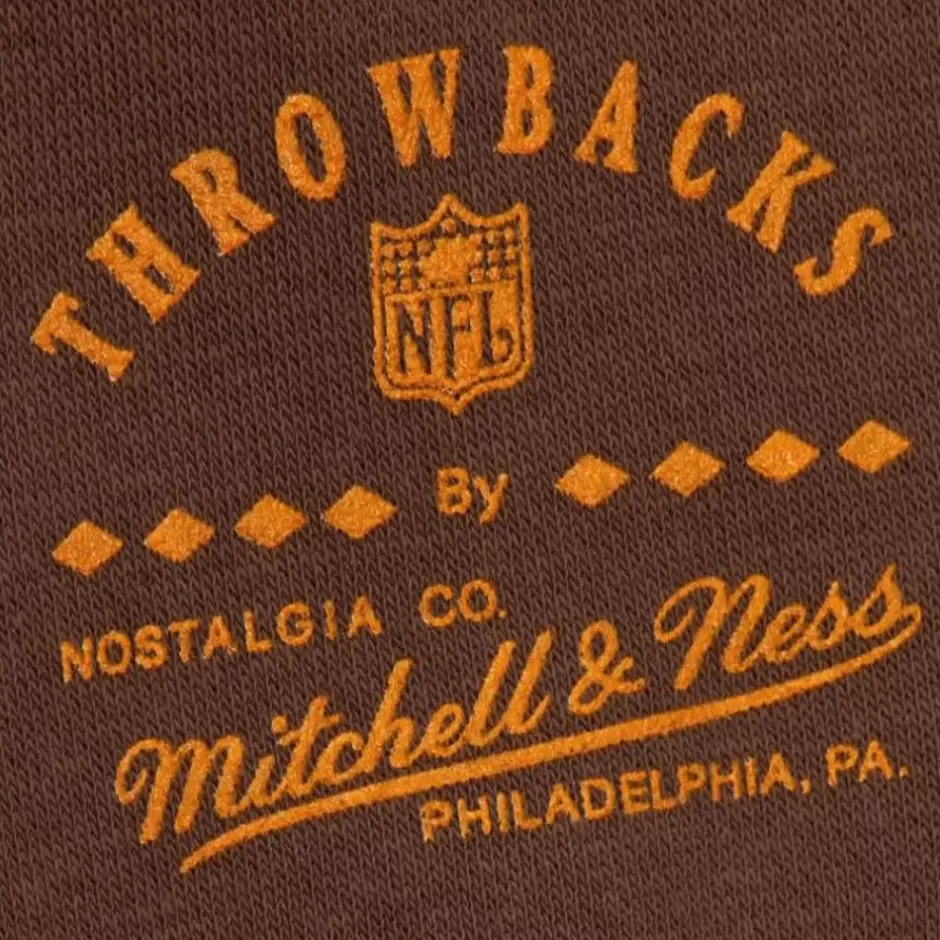 THROWBACKS
NFL
By
NOSTALGIA CO.
Mitchell & Ness
PHILADELPHIA, PA.